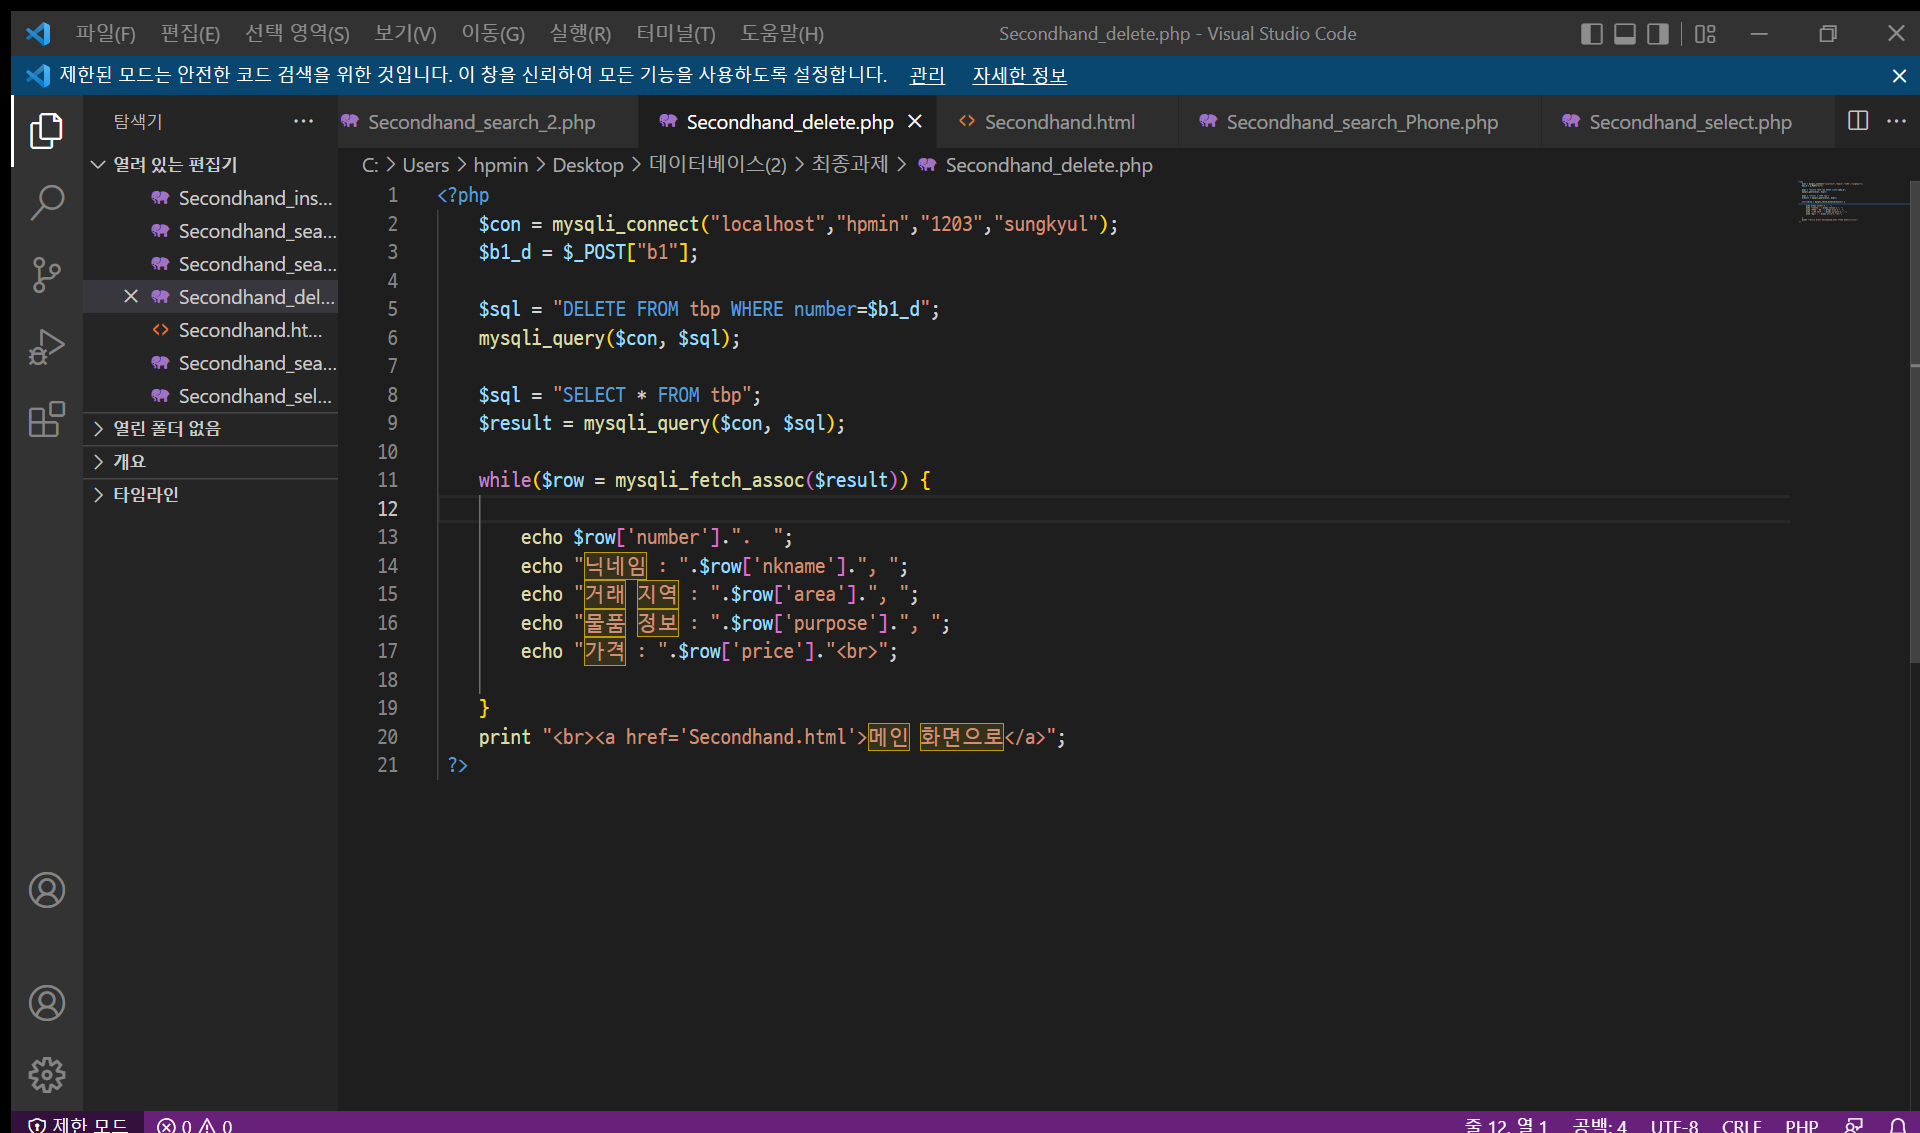 파일(F) 편집(E) 선택 영역(S) 보기(V) 이동(G) 실행(R) 터미널(T) 도움말(H) Secondhand_delete.php - Visual Studio Code
제한된 모드는 안전한 코드 검색을 위한 것입니다. 이 창을 신뢰하여 모든 기능을 사용하도록 설정합니다. 관리 자세한 정보
탐색기
Secondhand_search_2.php Secondhand_delete.php Secondhand.html Secondhand_search_Phone.php Secondhand_select.php
열려 있는 편집기
Secondhand_ins...
Secondhand_sea...
Secondhand_sea...
Secondhand_del...
Secondhand.ht...
Secondhand_sea...
Secondhand_sel...
열린 폴더 없음
개요
타임라인
C: > Users > hpmin > Desktop > 데이터베이스(2) > 최종과제 > Secondhand_delete.php
1 <?php
2 $con = mysqli_connect("localhost","hpmin","1203","sungkyul");
3 $b1_d = $_POST["b1"];
4
5 $sql = "DELETE FROM tbp WHERE number=$b1_d";
6 mysqli_query($con, $sql);
7
8 $sql = "SELECT * FROM tbp";
9 $result = mysqli_query($con, $sql);
10
11 while($row = mysqli_fetch_assoc($result)) {
12
13 echo $row['number'].".  ";
14 echo "닉네임 : ".$row['nkname'].", ";
15 echo "거래 지역 : ".$row['area'].", ";
16 echo "물품 정보 : ".$row['purpose'].", ";
17 echo "가격 : ".$row['price']."<br>";
18
19 }
20 print "<br><a href='Secondhand.html'>메인 화면으로</a>";
21 ?>
제한 모드 0 0 줄 12, 열 1 공백: 4 UTF-8 CRLF PHP